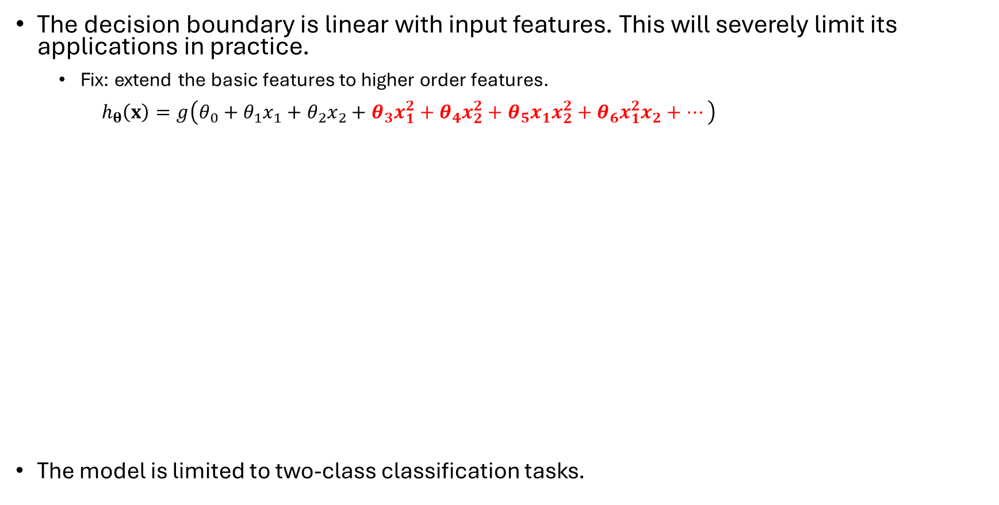 • The decision boundary is linear with input features. This will severely limit its
applications in practice.
• Fix: extend the basic features to higher order features.
h_θ(𝐱) = g(θ₀ + θ₁x₁ + θ₂x₂ + θ₃x₁² + θ₄x₂² + θ₅x₁x₂² + θ₆x₁²x₂ + ⋯)
• The model is limited to two-class classification tasks.